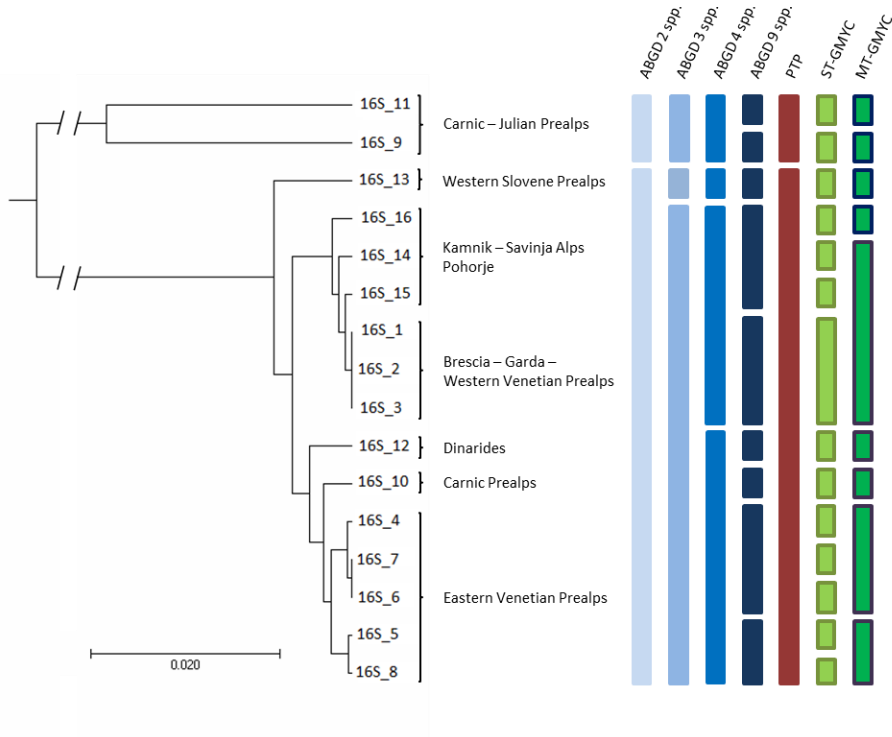 ABGD 2 spp.
ABGD 3 spp.
ABGD 4 spp.
ABGD 9 spp.
PTP
ST-GMYC
MT-GMYC
16S_11
16S_9
Carnic – Julian Prealps
16S_13
Western Slovene Prealps
16S_16
16S_14
16S_15
Kamnik – Savinja Alps
Pohorje
16S_1
16S_2
16S_3
Brescia – Garda –
Western Venetian Prealps
16S_12
Dinarides
16S_10
Carnic Prealps
16S_4
16S_7
16S_6
16S_5
16S_8
Eastern Venetian Prealps
0.020